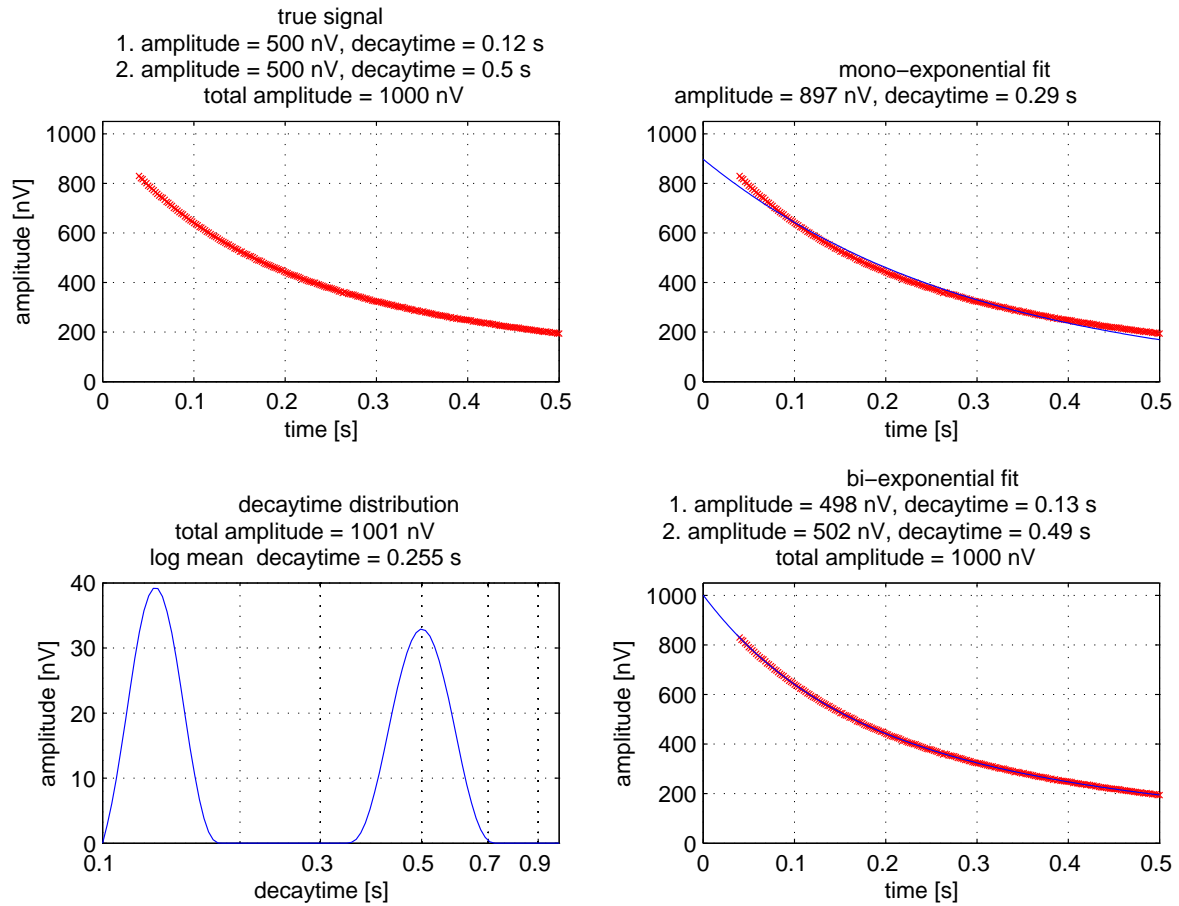 true signal
1. amplitude = 500 nV, decaytime = 0.12 s
2. amplitude = 500 nV, decaytime = 0.5 s
total amplitude = 1000 nV
1000
800
600
400
200
0
amplitude [nV]
0
0.1
0.2
0.3
0.4
0.5
time [s]
mono−exponential fit
amplitude = 897 nV, decaytime = 0.29 s
1000
800
600
400
200
0
0
0.1
0.2
0.3
0.4
0.5
time [s]
decaytime distribution
total amplitude = 1001 nV
log mean decaytime = 0.255 s
40
30
20
10
0
amplitude [nV]
0.1
0.3
0.5
0.7
0.9
decaytime [s]
bi−exponential fit
1. amplitude = 498 nV, decaytime = 0.13 s
2. amplitude = 502 nV, decaytime = 0.49 s
total amplitude = 1000 nV
1000
800
600
400
200
0
amplitude [nV]
0
0.1
0.2
0.3
0.4
0.5
time [s]